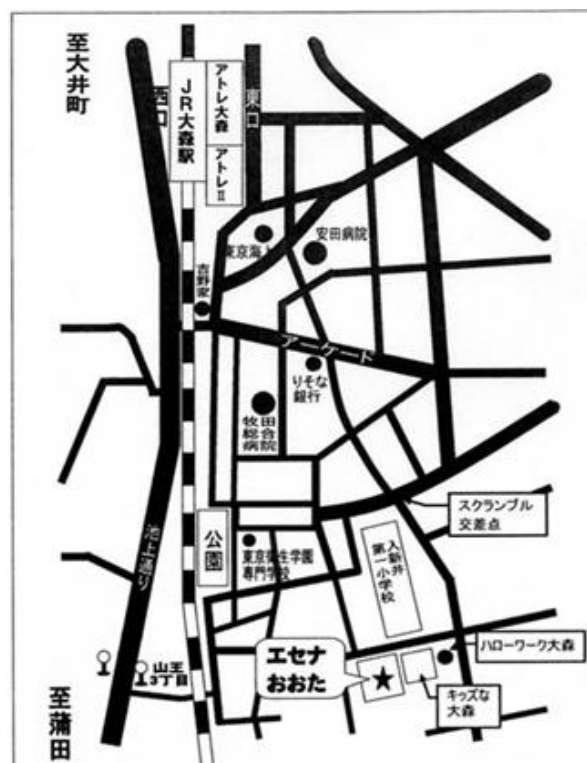 至大井町
西口
JR大森駅
アトレ大森
アトレⅡ
東口
東京海上
安田病院
吉野家
アーケード
りそな
銀行
牧田
総合
病院
スクランブル
交差点
公園
東京衛生学園
専門学校
入新井
第一小学校
池上通り
ハローワーク大森
エセナ
おおた
キッズな
大森
山王
3丁目
至蒲田